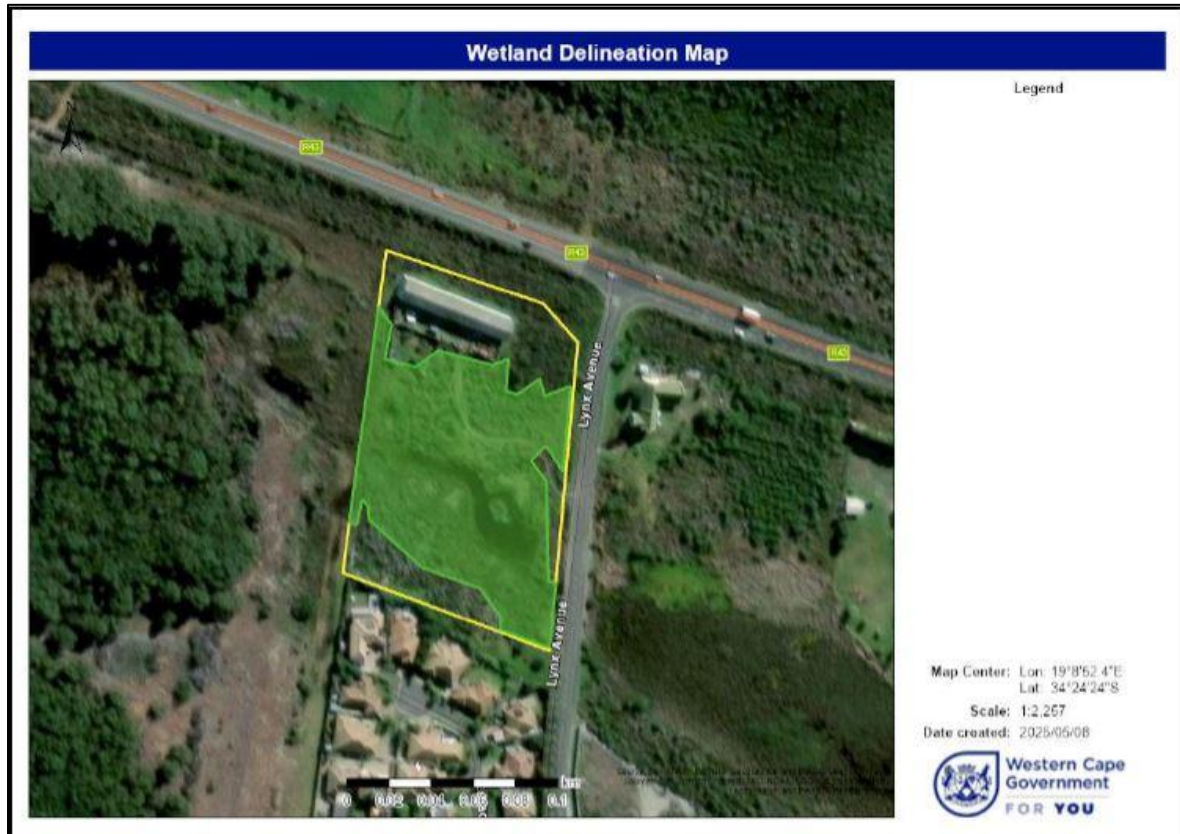 Wetland Delineation Map
Legend
N
R43
R43
R43
Lynx Avenue
Lynx Avenue
Map Center: Lon: 19°8'52.4"E
Lat: 34°24'24"S
Scale: 1:2,257
Date created: 2025/05/08
km
0 0.02 0.04 0.06 0.08 0.1
Western Cape
Government
FOR YOU